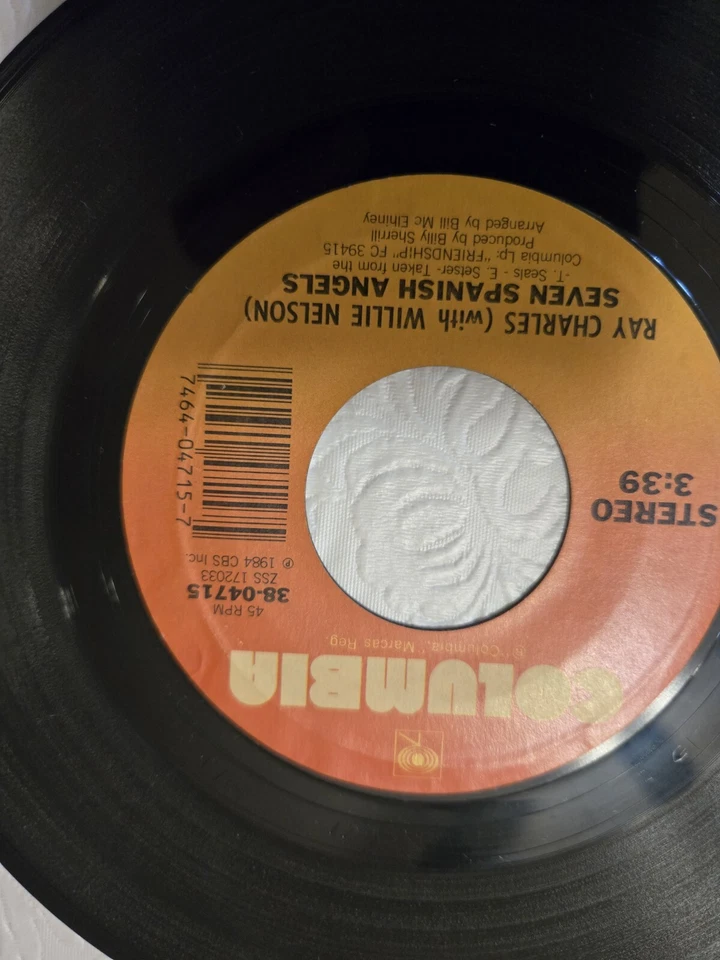 COLUMBIA
® "Columbia," Marcas Reg.
45 RPM
38-04715
ZSS 172033
℗ 1984 CBS Inc.
7464-04715-7
STEREO
3:39
RAY CHARLES (with WILLIE NELSON)
SEVEN SPANISH ANGELS
-T. Seals - E. Setser- Taken from the
Columbia Lp: "FRIENDSHIP" FC 39415
Produced by Billy Sherrill
Arranged by Bill Mc Elhiney